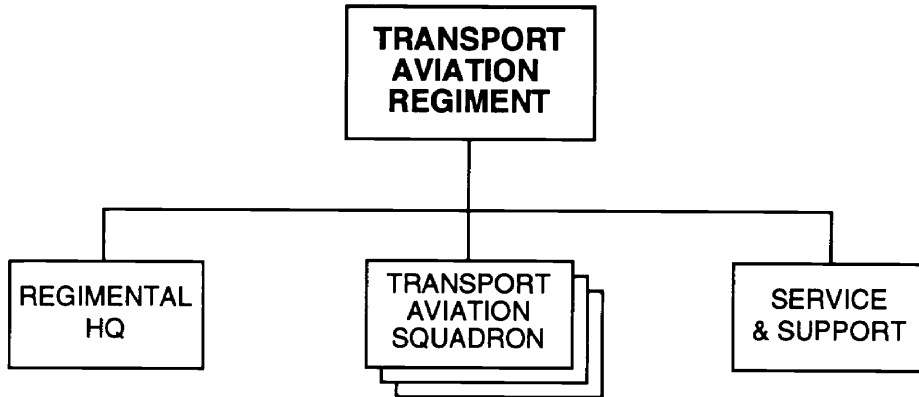 TRANSPORT
AVIATION
REGIMENT
REGIMENTAL
HQ
TRANSPORT
AVIATION
SQUADRON
SERVICE
& SUPPORT